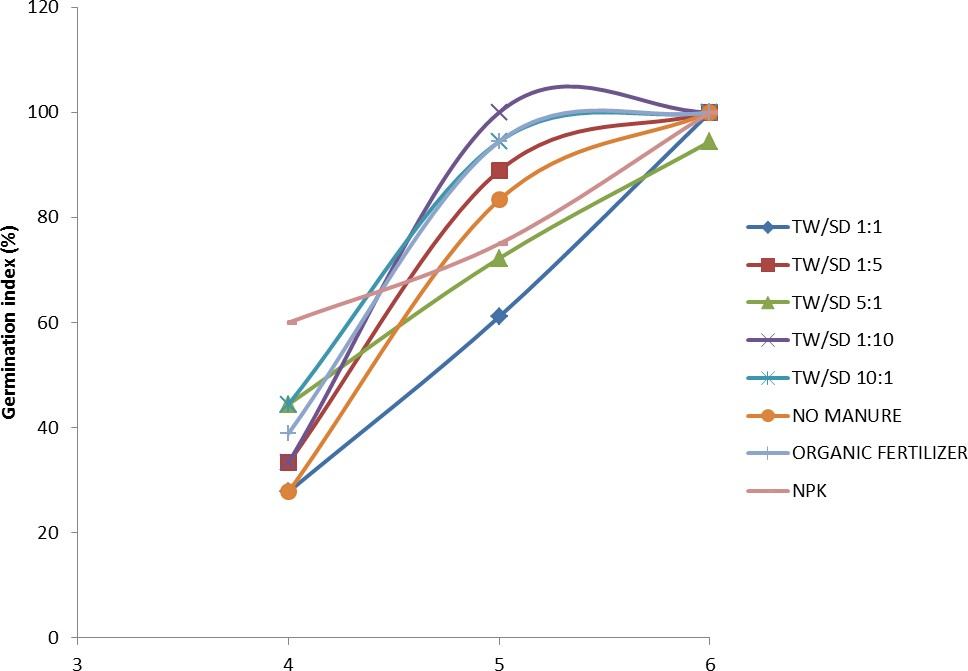 120
100
80
60
40
20
0
Germination index (%)
3 4 5 6
TW/SD 1:1
TW/SD 1:5
TW/SD 5:1
TW/SD 1:10
TW/SD 10:1
NO MANURE
ORGANIC FERTILIZER
NPK